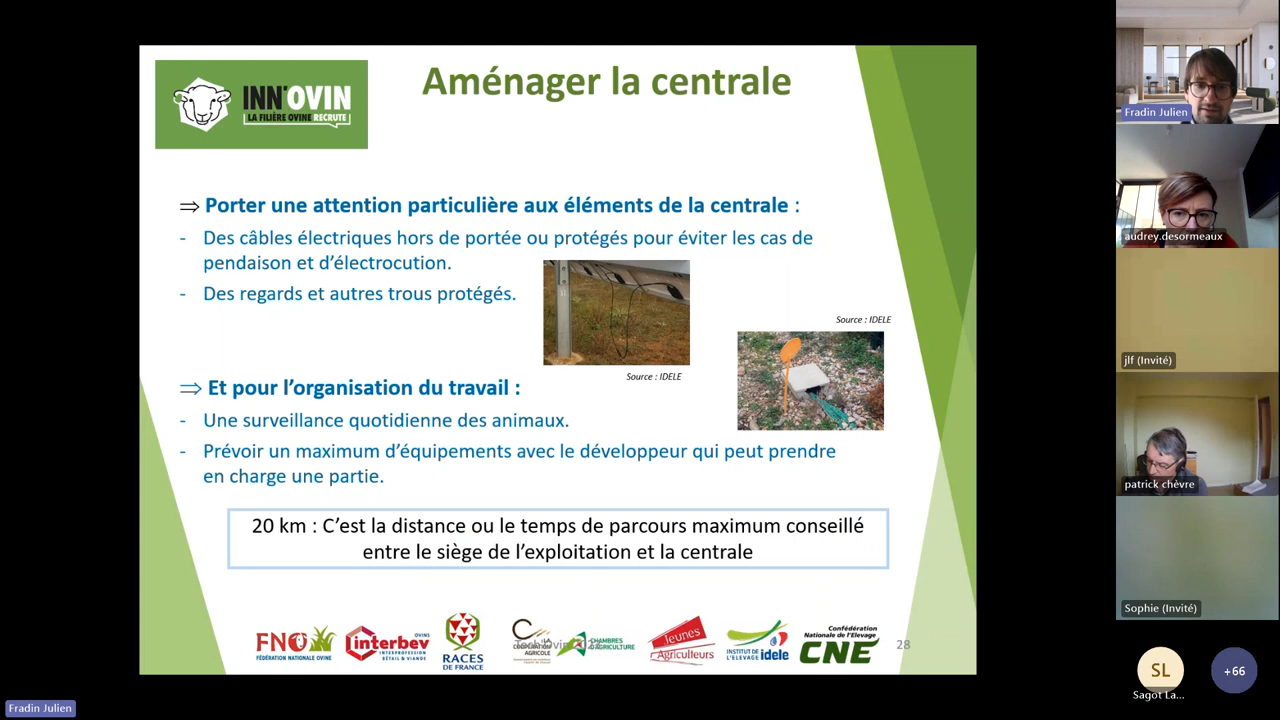 INN'OVIN
LA FILIÈRE OVINE RECRUTE
Aménager la centrale
⇒ Porter une attention particulière aux éléments de la centrale :
- Des câbles électriques hors de portée ou protégés pour éviter les cas de
pendaison et d’électrocution.
- Des regards et autres trous protégés.
Source : IDELE
Source : IDELE
⇒ Et pour l’organisation du travail :
- Une surveillance quotidienne des animaux.
- Prévoir un maximum d’équipements avec le développeur qui peut prendre
en charge une partie.
20 km : C’est la distance ou le temps de parcours maximum conseillé
entre le siège de l’exploitation et la centrale
FNO
FÉDÉRATION NATIONALE OVINE
interbev
OVINS
INTERPROFESSION
BÉTAIL & VIANDE
RACES
DE FRANCE
LA
COOPÉRATION
AGRICOLE
CHAMBRES
D'AGRICULTURE
Jeunes
Agriculteurs
INSTITUT DE
L'ELEVAGE idele
Confédération
Nationale de l'Elevage
CNE
28
Fradin Julien
audrey.desormeaux
jlf (Invité)
patrick chèvre
Sophie (Invité)
SL
Sagot La...
+66
Fradin Julien